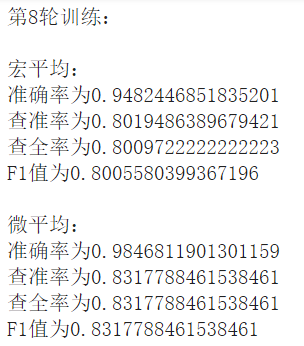 第8轮训练：
宏平均：
准确率为0.9482446851835201
查准率为0.8019486389679421
查全率为0.8009722222222223
F1值为0.8005580399367196
微平均：
准确率为0.9846811901301159
查准率为0.8317788461538461
查全率为0.8317788461538461
F1值为0.8317788461538461